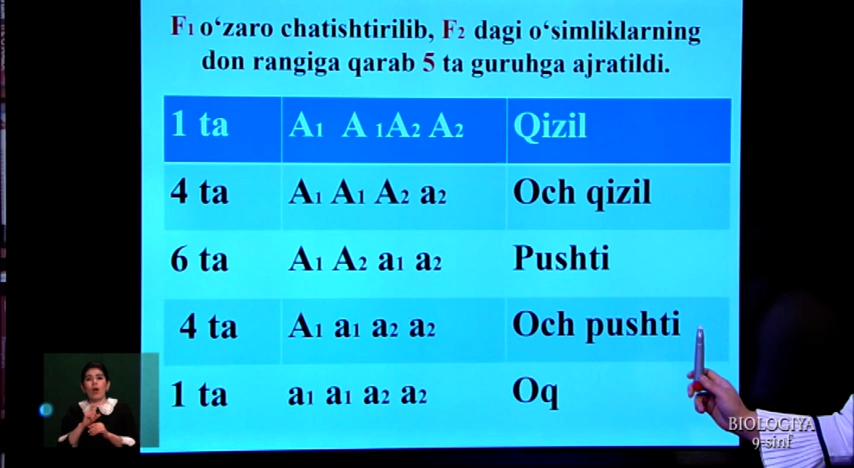 F1 o‘zaro chatishtirilib, F2 dagi o‘simliklarning
don rangiga qarab 5 ta guruhga ajratildi.
1 ta A1 A 1A2 A2 Qizil
4 ta A1 A1 A2 a2 Och qizil
6 ta A1 A2 a1 a2 Pushti
4 ta A1 a1 a2 a2 Och pushti
1 ta a1 a1 a2 a2 Oq
BIOLOGIYA
9-sinf